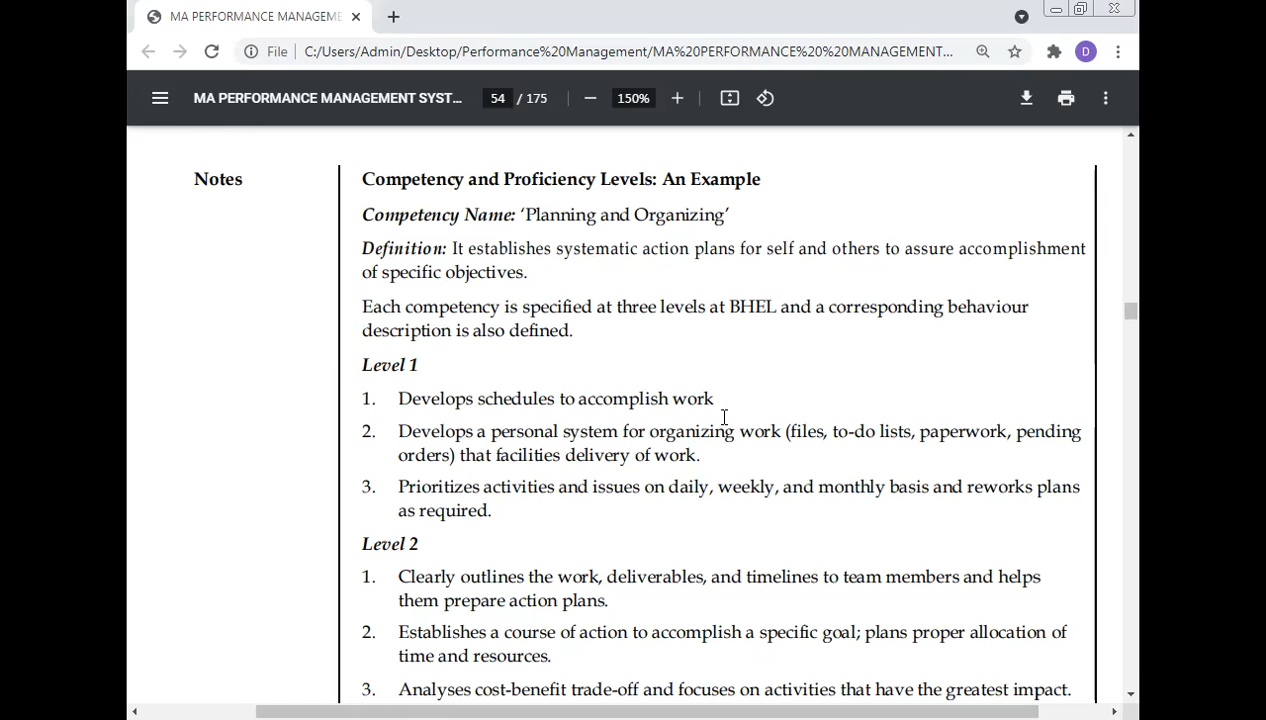 MA PERFORMANCE MANAGEME
File C:/Users/Admin/Desktop/Performance%20Management/MA%20PERFORMANCE%20%20MANAGEMENT... D
MA PERFORMANCE MANAGEMENT SYST... 54 / 175 150%
Notes
Competency and Proficiency Levels: An Example
Competency Name: ‘Planning and Organizing’
Definition: It establishes systematic action plans for self and others to assure accomplishment
of specific objectives.
Each competency is specified at three levels at BHEL and a corresponding behaviour
description is also defined.
Level 1
1. Develops schedules to accomplish work
2. Develops a personal system for organizing work (files, to-do lists, paperwork, pending
orders) that facilities delivery of work.
3. Prioritizes activities and issues on daily, weekly, and monthly basis and reworks plans
as required.
Level 2
1. Clearly outlines the work, deliverables, and timelines to team members and helps
them prepare action plans.
2. Establishes a course of action to accomplish a specific goal; plans proper allocation of
time and resources.
3. Analyses cost-benefit trade-off and focuses on activities that have the greatest impact.